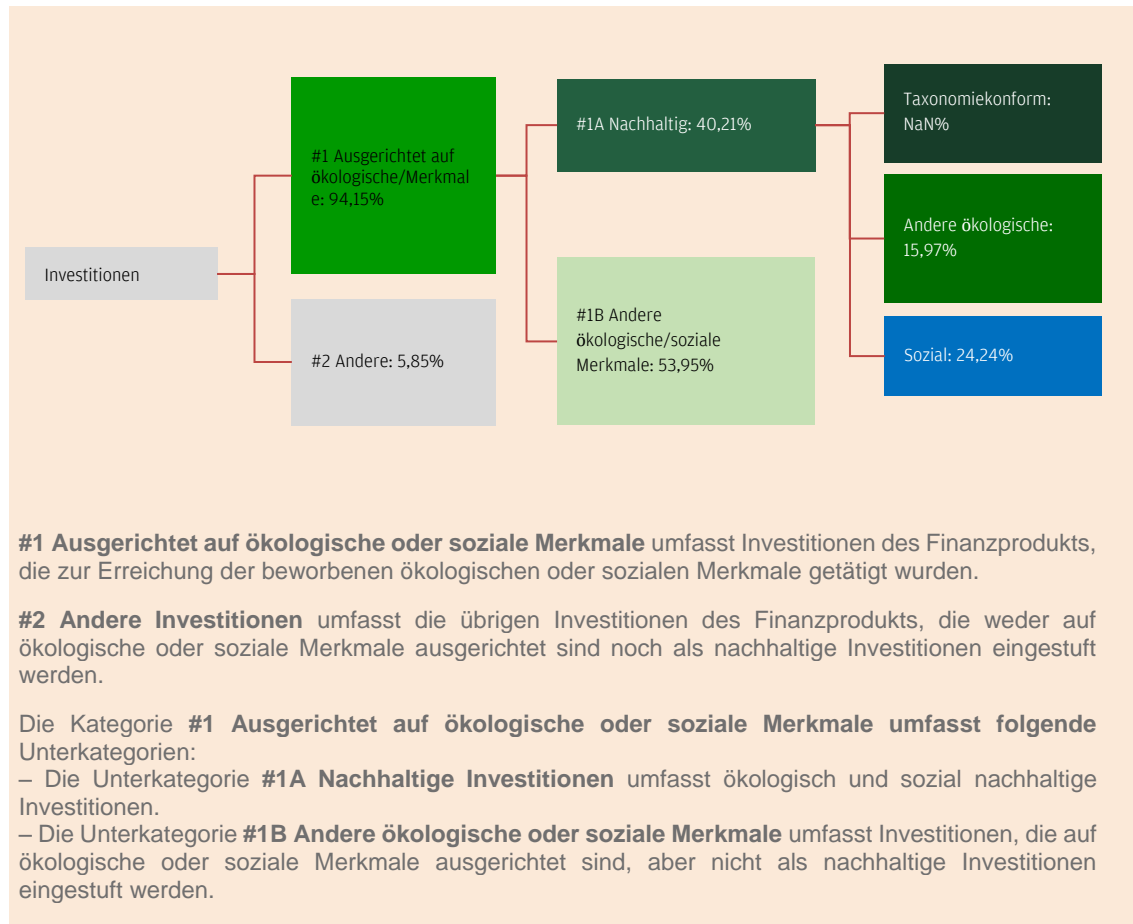 Investitionen
#1 Ausgerichtet auf
ökologische/Merkmal
e: 94,15%
#2 Andere: 5,85%
#1A Nachhaltig: 40,21%
#1B Andere
ökologische/soziale
Merkmale: 53,95%
Taxonomiekonform:
NaN%
Andere ökologische:
15,97%
Sozial: 24,24%
#1 Ausgerichtet auf ökologische oder soziale Merkmale umfasst Investitionen des Finanzprodukts,
die zur Erreichung der beworbenen ökologischen oder sozialen Merkmale getätigt wurden.
#2 Andere Investitionen umfasst die übrigen Investitionen des Finanzprodukts, die weder auf
ökologische oder soziale Merkmale ausgerichtet sind noch als nachhaltige Investitionen eingestuft
werden.
Die Kategorie #1 Ausgerichtet auf ökologische oder soziale Merkmale umfasst folgende
Unterkategorien:
– Die Unterkategorie #1A Nachhaltige Investitionen umfasst ökologisch und sozial nachhaltige
Investitionen.
– Die Unterkategorie #1B Andere ökologische oder soziale Merkmale umfasst Investitionen, die auf
ökologische oder soziale Merkmale ausgerichtet sind, aber nicht als nachhaltige Investitionen
eingestuft werden.